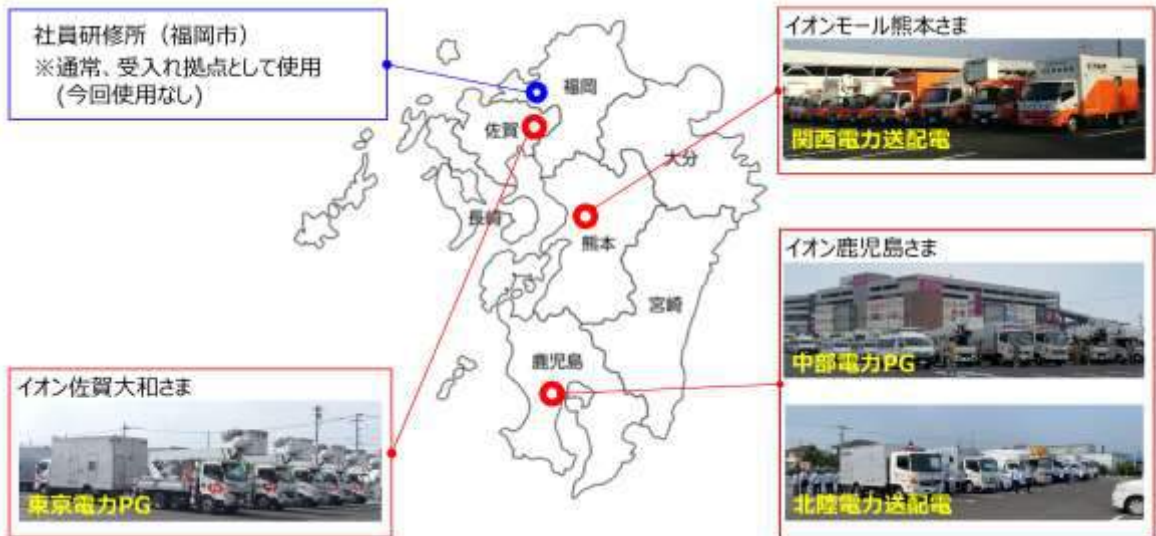 社員研修所（福岡市）
※通常、受入れ拠点として使用
(今回使用なし)
イオンモール熊本さま
関西電力送配電
福岡
佐賀
大分
長崎
熊本
宮崎
鹿児島
イオン鹿児島さま
中部電力PG
北陸電力送配電
イオン佐賀大和さま
東京電力PG